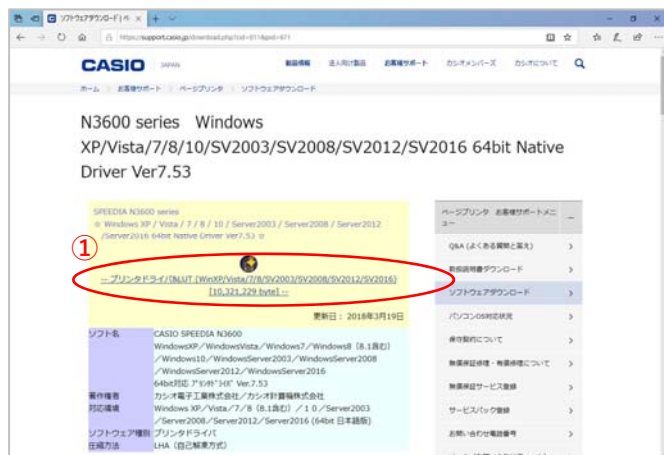 ソフトウェアダウンロード | ペ
https://support.casio.jp/download.php?cid=011&pid=671
CASIO JAPAN
製品情報 法人向け製品 お客様サポート カシオメンバーズ カシオについて
ホーム お客様サポート ページプリンタ ソフトウェアダウンロード
N3600 series Windows
XP/Vista/7/8/10/SV2003/SV2008/SV2012/SV2016 64bit Native
Driver Ver7.53
SPEEDIA N3600 series
※ Windows XP / Vista / 7 / 8 / 10 / Server2003 / Server2008 / Server2012
/Server2016 64bit Native Driver Ver7.53 ※
①
--- プリンタドライバ&LUT (WinXP/Vista/7/8/SV2003/SV2008/SV2012/SV2016)
[10,321,229 byte] ---
更新日: 2018年3月19日
ソフト名 CASIO SPEEDIA N3600
WindowsXP/WindowsVista/Windows7/Windows8 (8.1含む)
/Windows10/WindowsServer2003/WindowsServer2008
/WindowsServer2012/WindowsServer2016
64bit対応 プリンタドライバ Ver.7.53
著作権者 カシオ電子工業株式会社/カシオ計算機株式会社
対応環境 Windows XP/Vista/7/8 (8.1含む) /10/Server2003
/Server2008/Server2012/Server2016 (64bit 日本語版)
ソフトウェア種別 プリンタドライバ
圧縮方法 LHA (自己解凍方式)
ページプリンタ お客様サポートメニ
ュー
Q&A (よくある質問と答え)
取扱説明書ダウンロード
ソフトウェアダウンロード
パソコンOS対応状況
保守契約について
無償保証修理・有償修理について
無償保証サービス登録
サービスパック登録
お問い合わせ電話番号